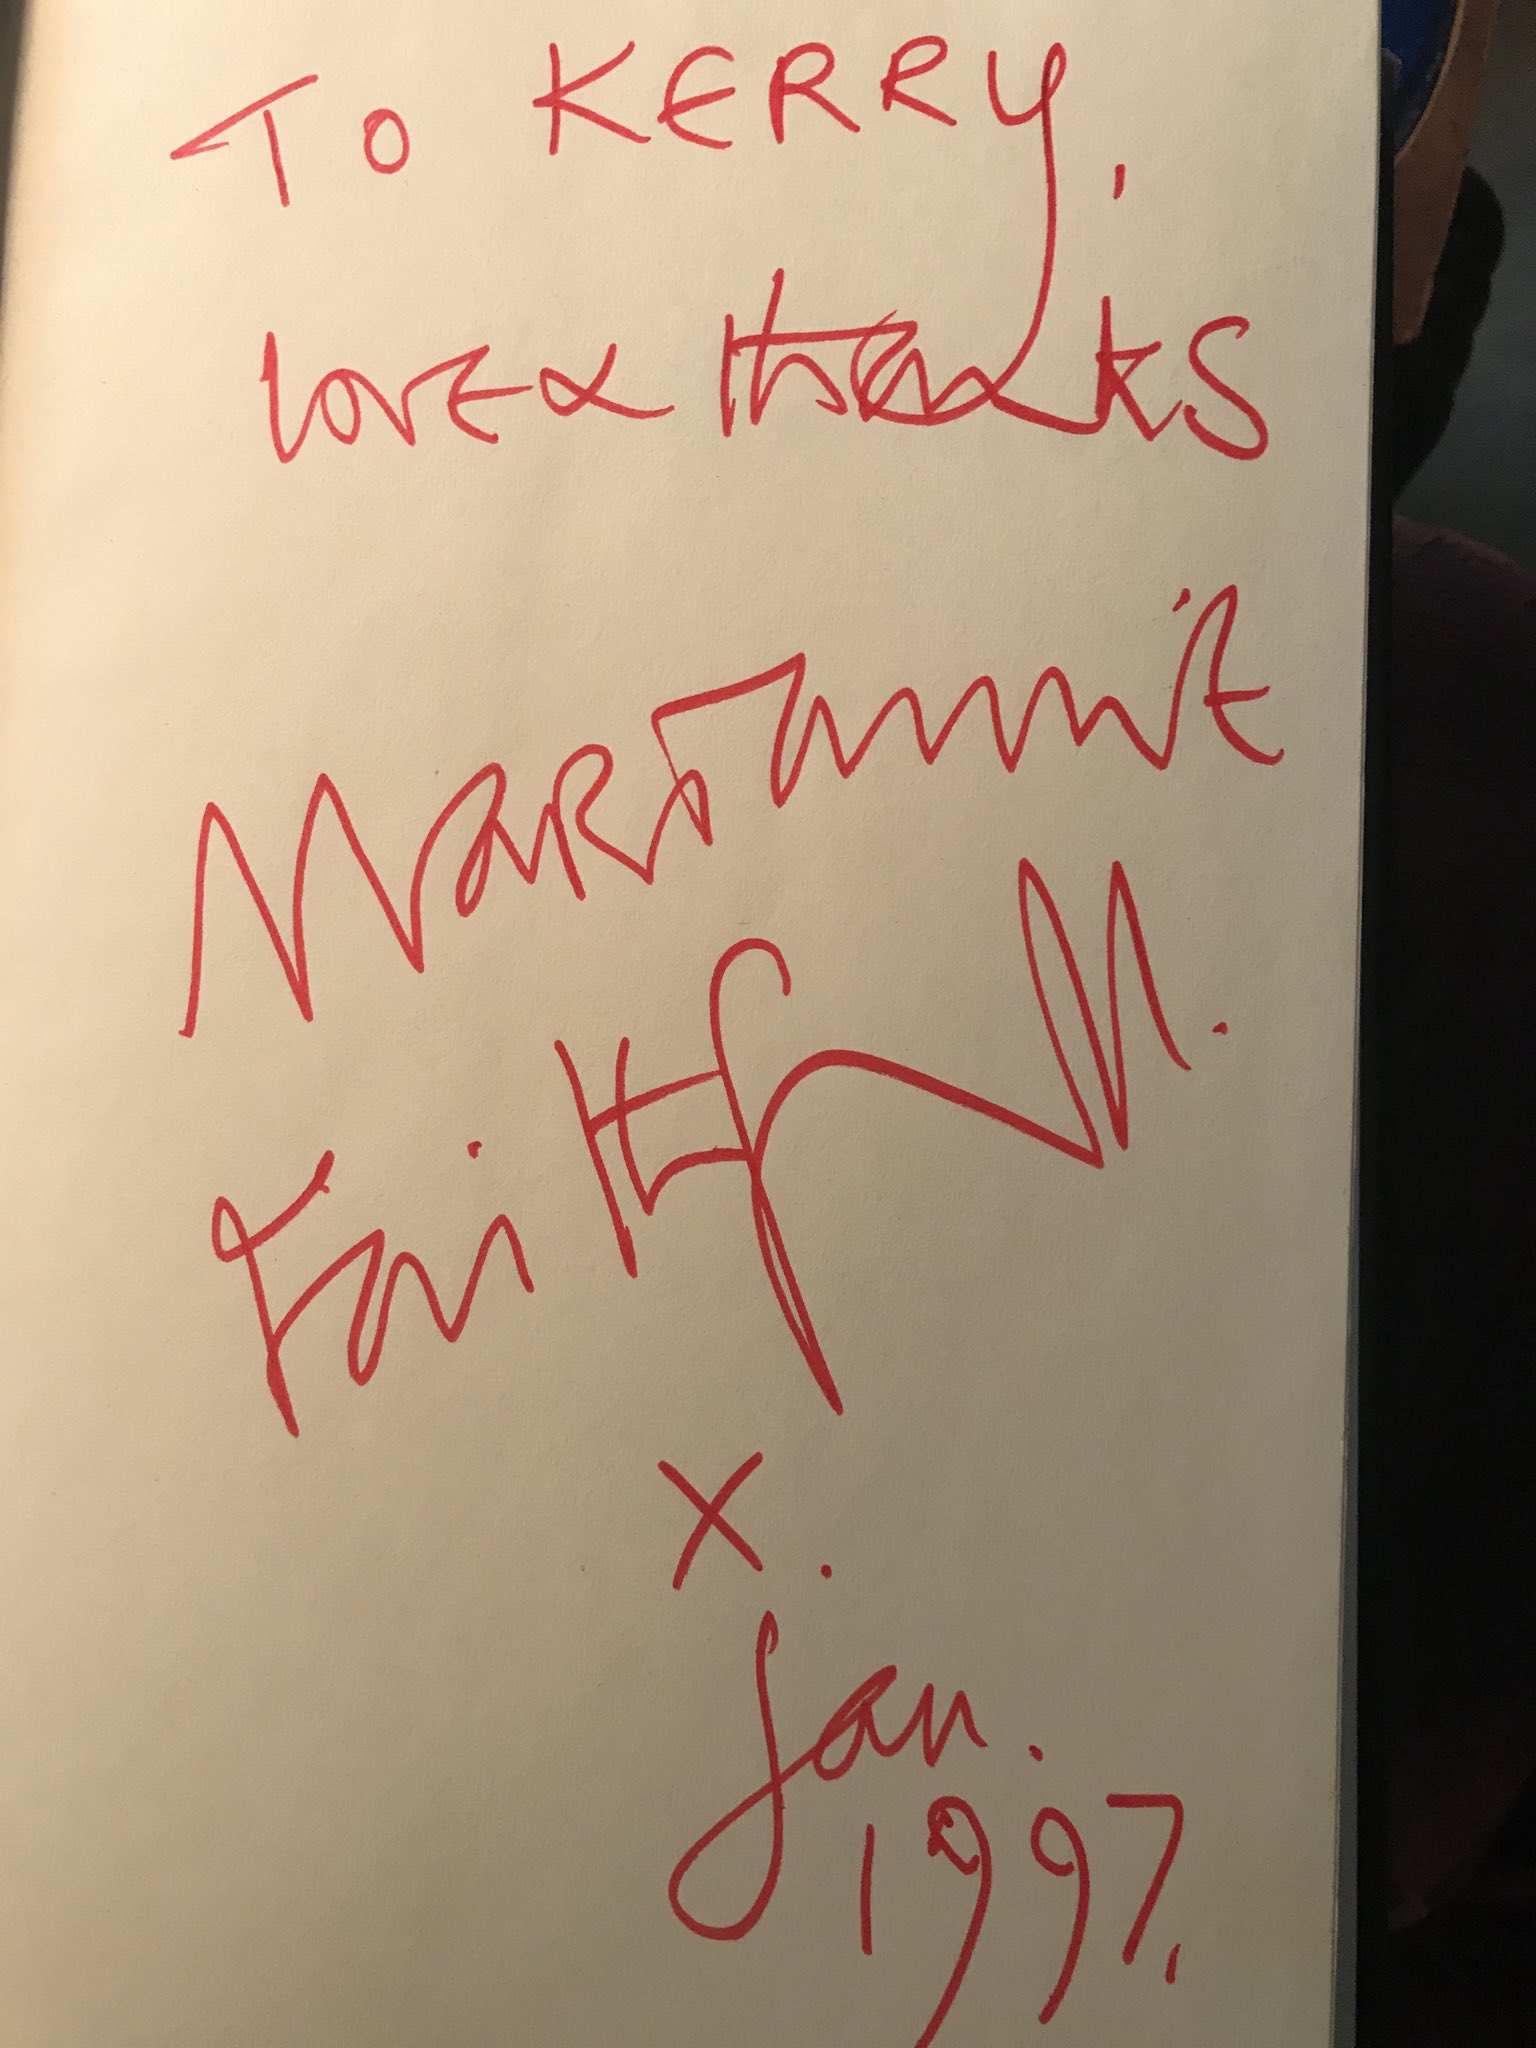 To KERRY,
love & thanks
Marianne
Faithfull.
X.
Jan.
1997.